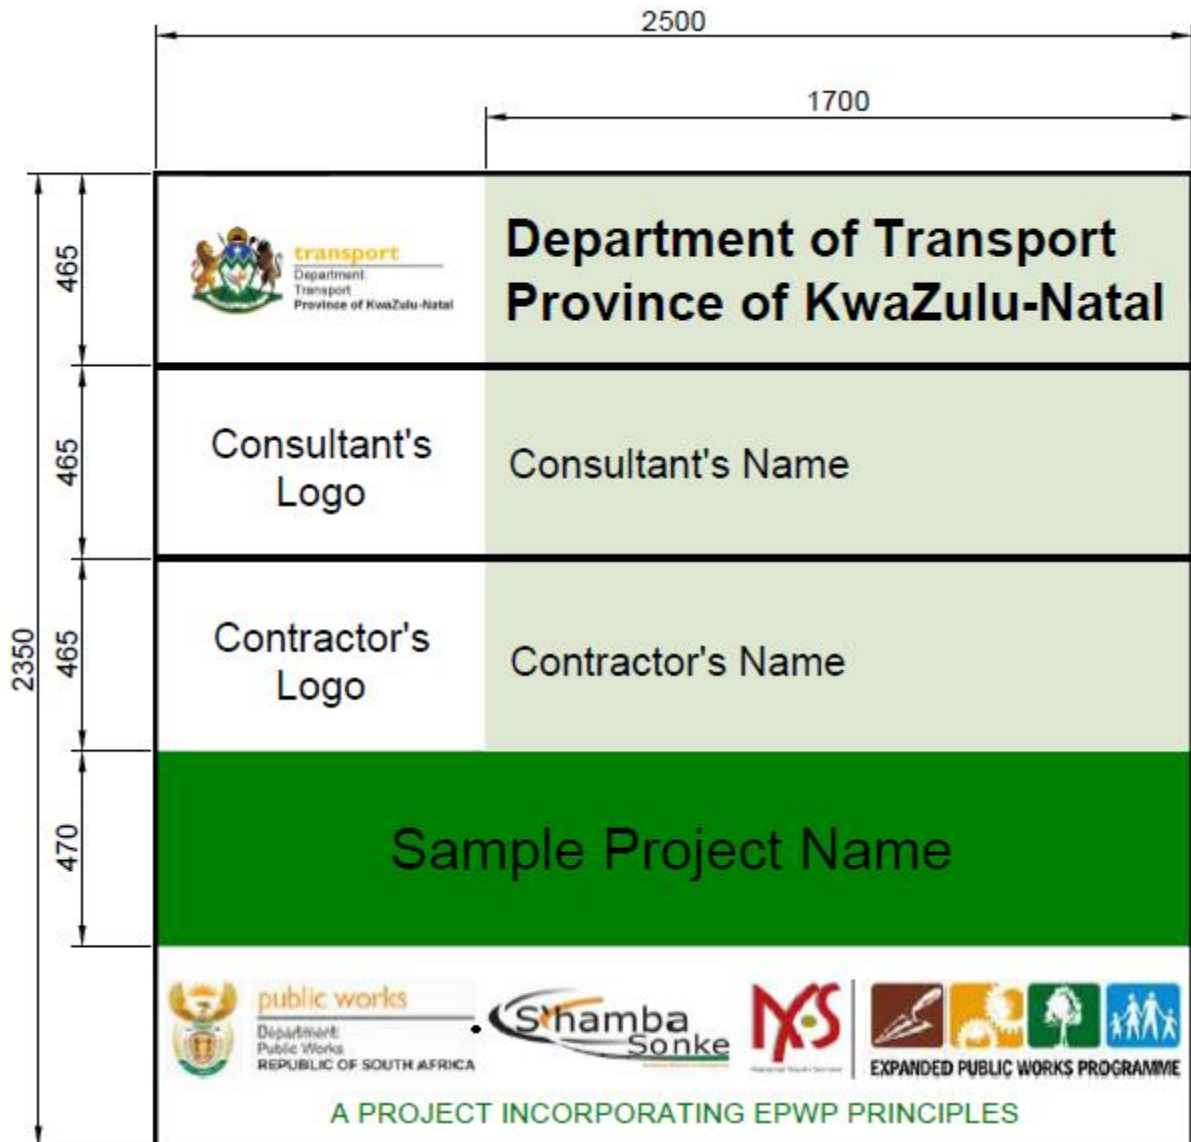 2500
1700
465
transport
Department:
Transport
Province of KwaZulu-Natal
Department of Transport
Province of KwaZulu-Natal
465
Consultant's
Logo
Consultant's Name
465
Contractor's
Logo
Contractor's Name
2350
470
Sample Project Name
public works
Department:
Public Works
REPUBLIC OF SOUTH AFRICA
S'hamba
Sonke
NYS
EXPANDED PUBLIC WORKS PROGRAMME
A PROJECT INCORPORATING EPWP PRINCIPLES